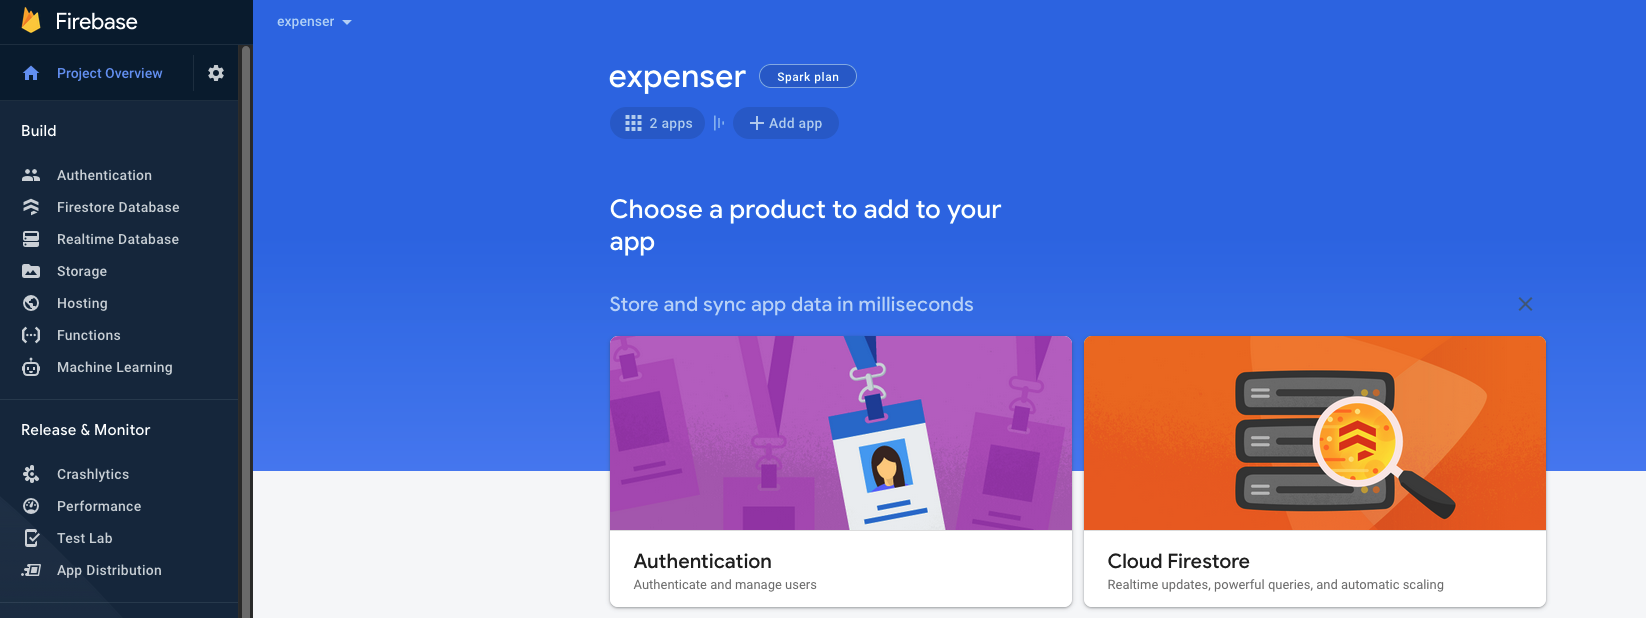 Firebase
Project Overview
Build
Authentication
Firestore Database
Realtime Database
Storage
Hosting
Functions
Machine Learning
Release & Monitor
Crashlytics
Performance
Test Lab
App Distribution
expenser
expenser
Spark plan
2 apps
Add app
Choose a product to add to your
app
Store and sync app data in milliseconds
Authentication
Authenticate and manage users
Cloud Firestore
Realtime updates, powerful queries, and automatic scaling